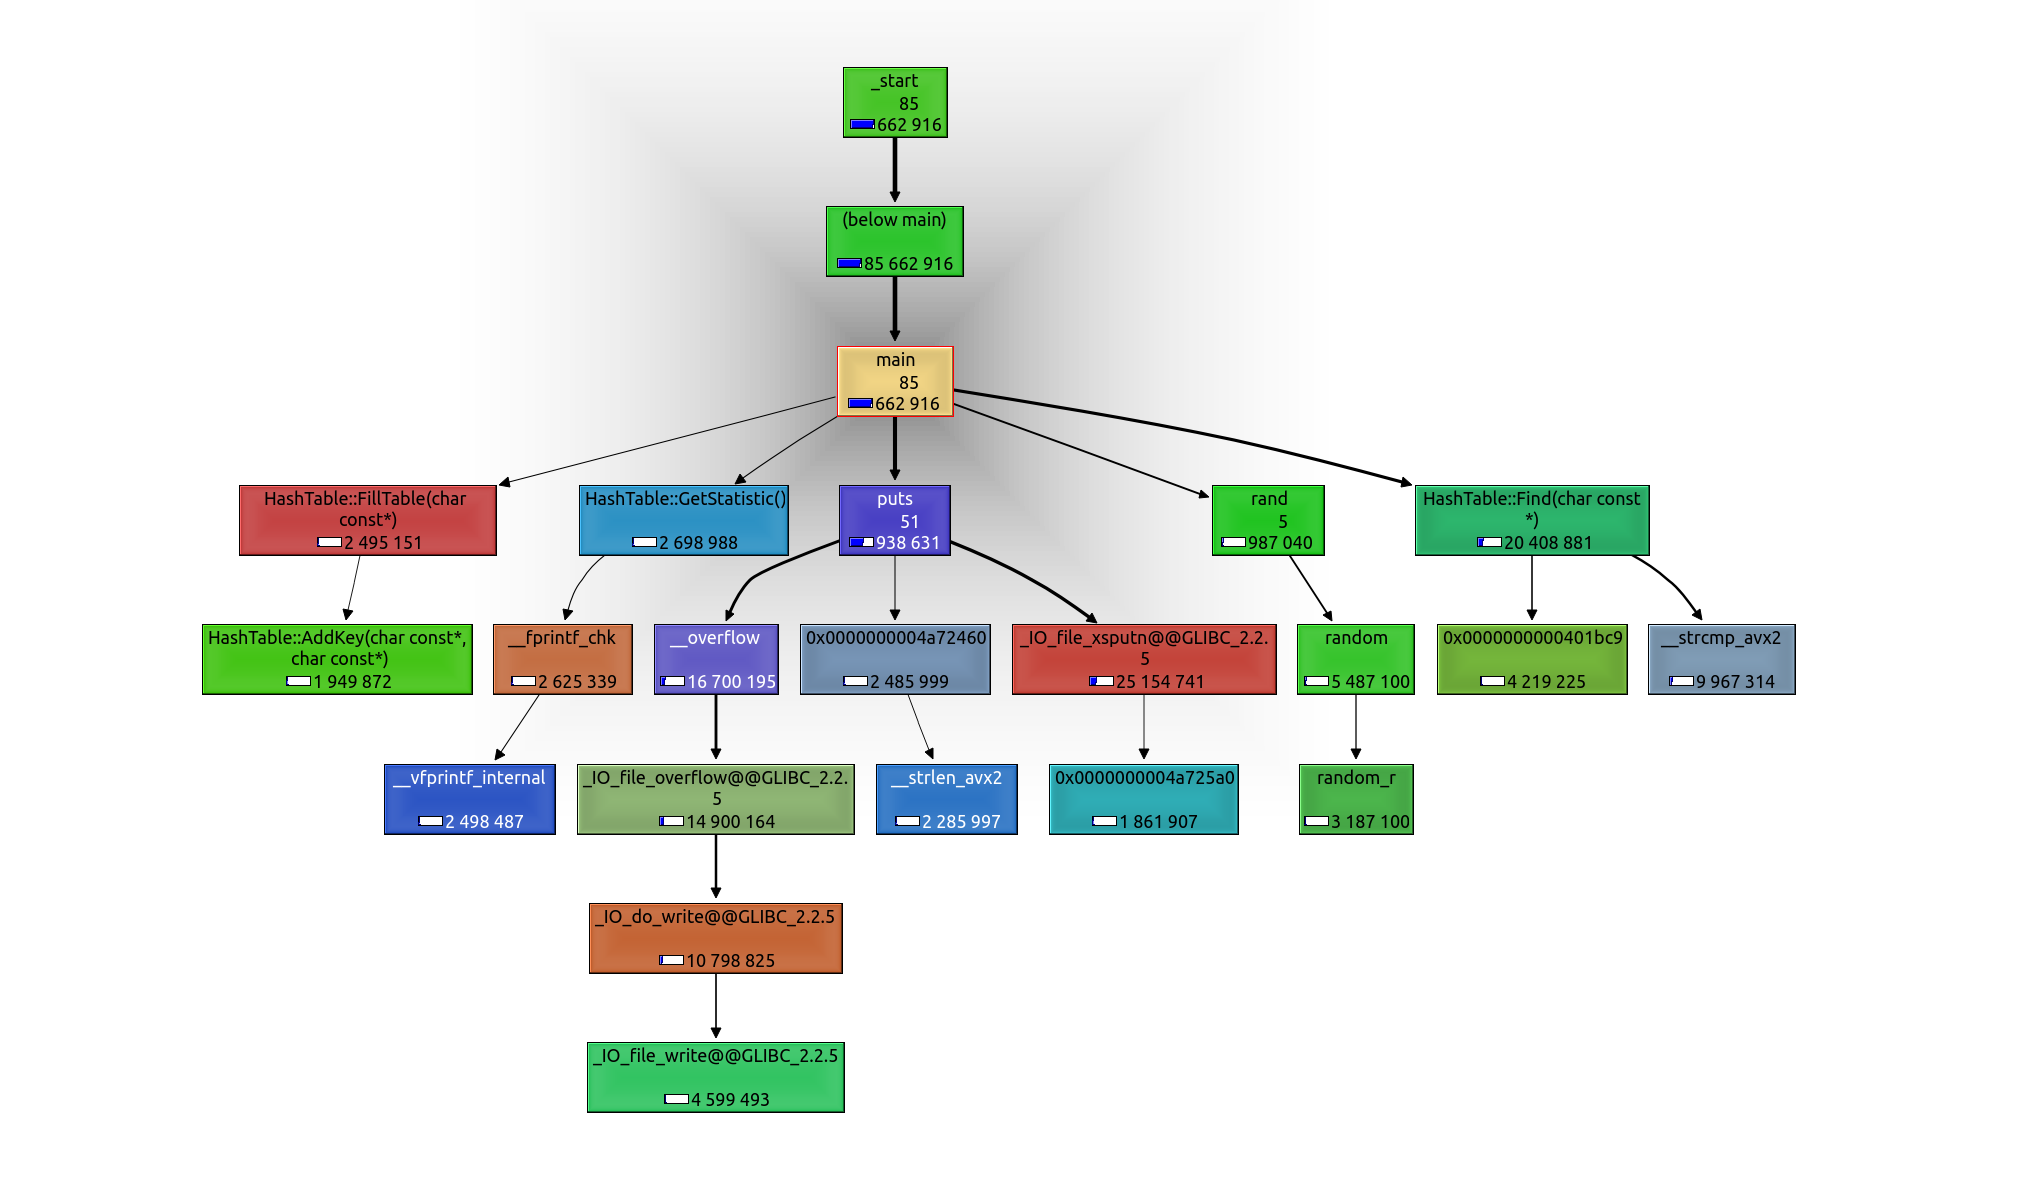 _start
85
662 916
(below main)
85 662 916
main
85
662 916
HashTable::FillTable(char
const*)
2 495 151
HashTable::GetStatistic()
2 698 988
puts
51
938 631
rand
5
987 040
HashTable::Find(char const
*)
20 408 881
HashTable::AddKey(char const*,
char const*)
1 949 872
__fprintf_chk
2 625 339
__overflow
16 700 195
0x0000000004a72460
2 485 999
_IO_file_xsputn@@GLIBC_2.2.
5
25 154 741
random
5 487 100
0x0000000000401bc9
4 219 225
__strcmp_avx2
9 967 314
__vfprintf_internal
2 498 487
_IO_file_overflow@@GLIBC_2.2.
5
14 900 164
__strlen_avx2
2 285 997
0x0000000004a725a0
1 861 907
random_r
3 187 100
_IO_do_write@@GLIBC_2.2.5
10 798 825
_IO_file_write@@GLIBC_2.2.5
4 599 493